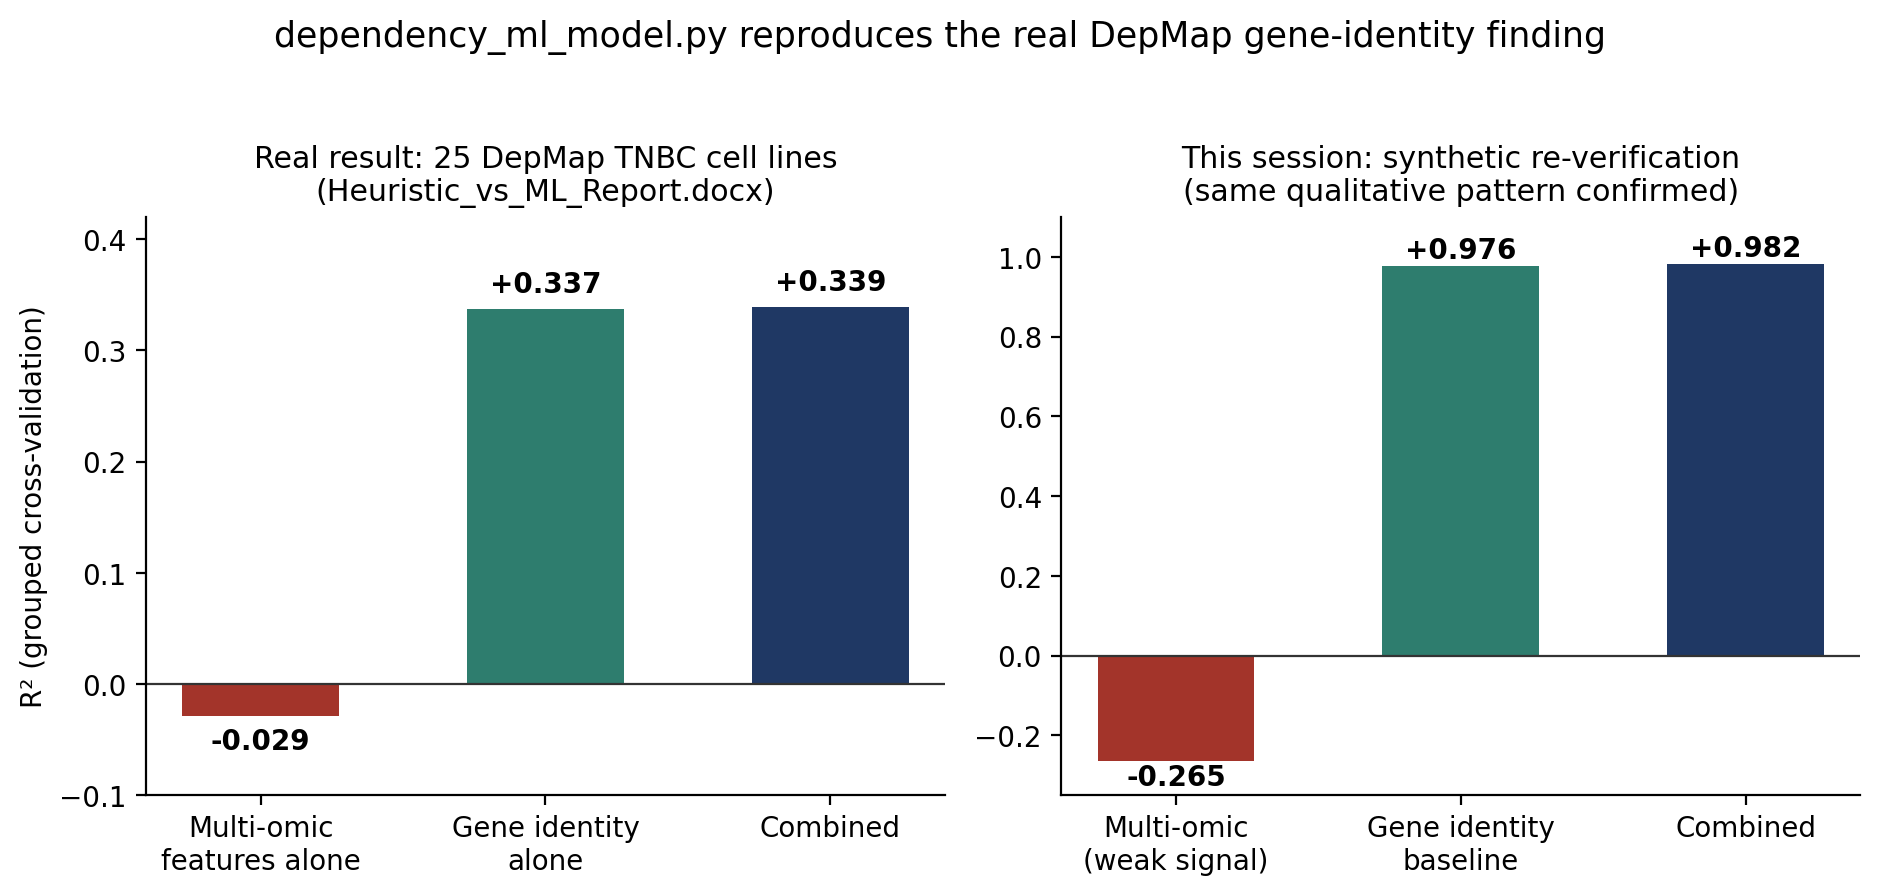 dependency_ml_model.py reproduces the real DepMap gene-identity finding
Real result: 25 DepMap TNBC cell lines
(Heuristic_vs_ML_Report.docx)
R² (grouped cross-validation)
0.4
0.3
0.2
0.1
0.0
−0.1
+0.337
+0.339
-0.029
Multi-omic
features alone
Gene identity
alone
Combined
This session: synthetic re-verification
(same qualitative pattern confirmed)
1.0
0.8
0.6
0.4
0.2
0.0
−0.2
+0.976
+0.982
-0.265
Multi-omic
(weak signal)
Gene identity
baseline
Combined